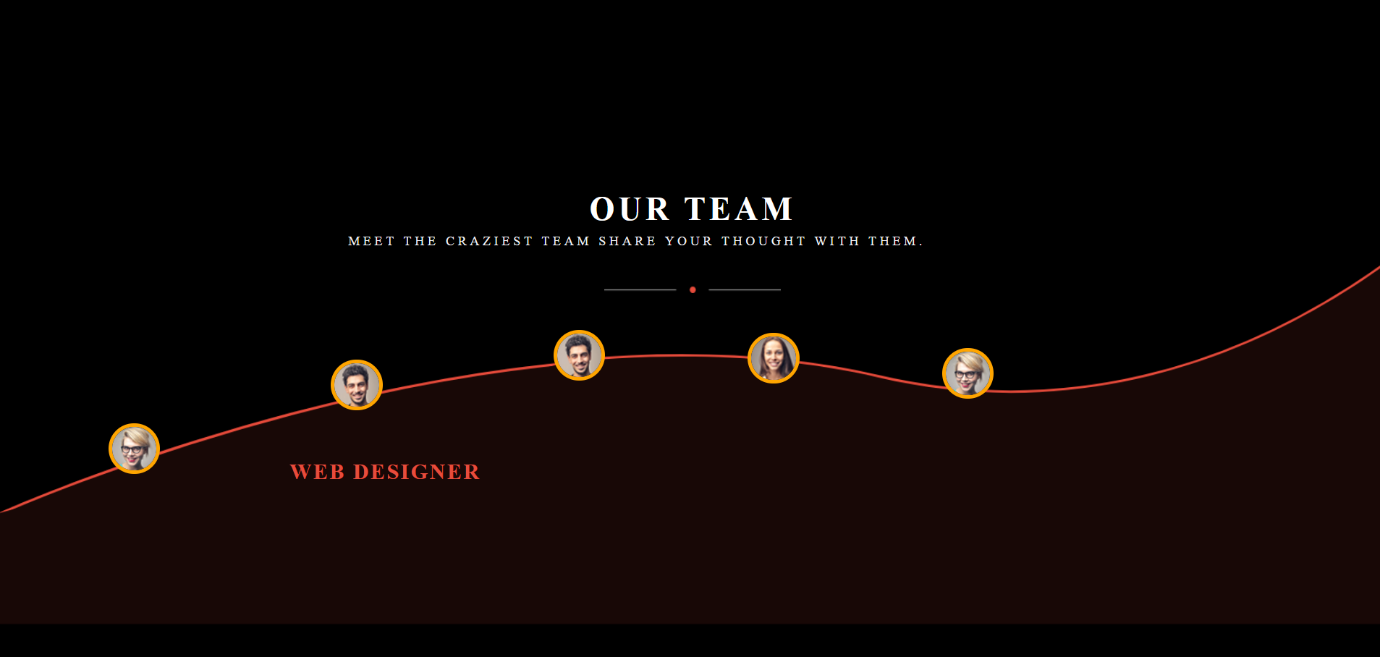 OUR TEAM
MEET THE CRAZIEST TEAM SHARE YOUR THOUGHT WITH THEM.
WEB DESIGNER